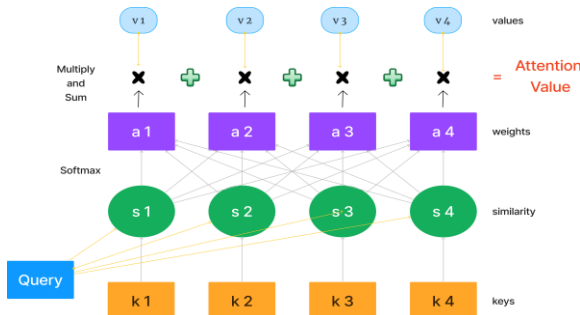 v 1 v 2 v 3 v 4 values
Multiply
and
Sum
= Attention
Value
a 1 a 2 a 3 a 4 weights
Softmax
s 1 s 2 s 3 s 4 similarity
Query
k 1 k 2 k 3 k 4 keys